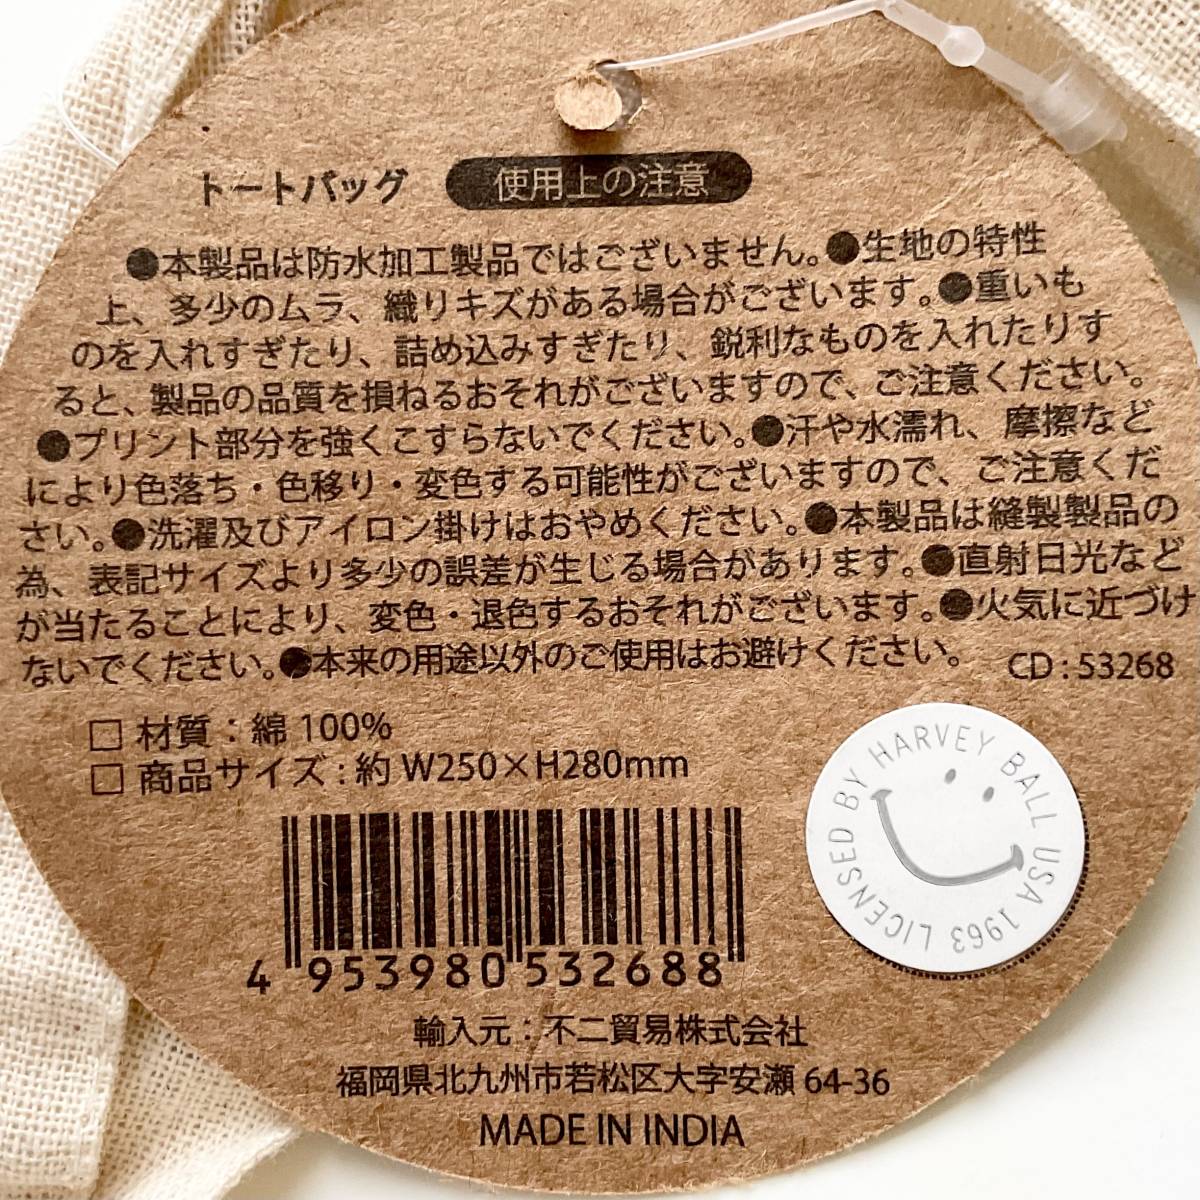 トートバッグ 使用上の注意
●本製品は防水加工製品ではございません。●生地の特性
上、多少のムラ、織りキズがある場合がございます。●重いも
のを入れすぎたり、詰め込みすぎたり、鋭利なものを入れたりす
ると、製品の品質を損ねるおそれがございますので、ご注意ください。
●プリント部分を強くこすらないでください。●汗や水濡れ、摩擦など
により色落ち・色移り・変色する可能性がございますので、ご注意くだ
さい。●洗濯及びアイロン掛けはおやめください。●本製品は縫製製品の
為、表記サイズより多少の誤差が生じる場合があります。●直射日光など
が当たることにより、変色・退色するおそれがございます。●火気に近づけ
ないでください。●本来の用途以外のご使用はお避けください。 CD : 53268
□ 材質 : 綿 100%
□ 商品サイズ : 約 W250×H280mm
LICENSED BY HARVEY BALL USA 1963
4 953980 532688
輸入元 : 不二貿易株式会社
福岡県北九州市若松区大字安瀬 64-36
MADE IN INDIA